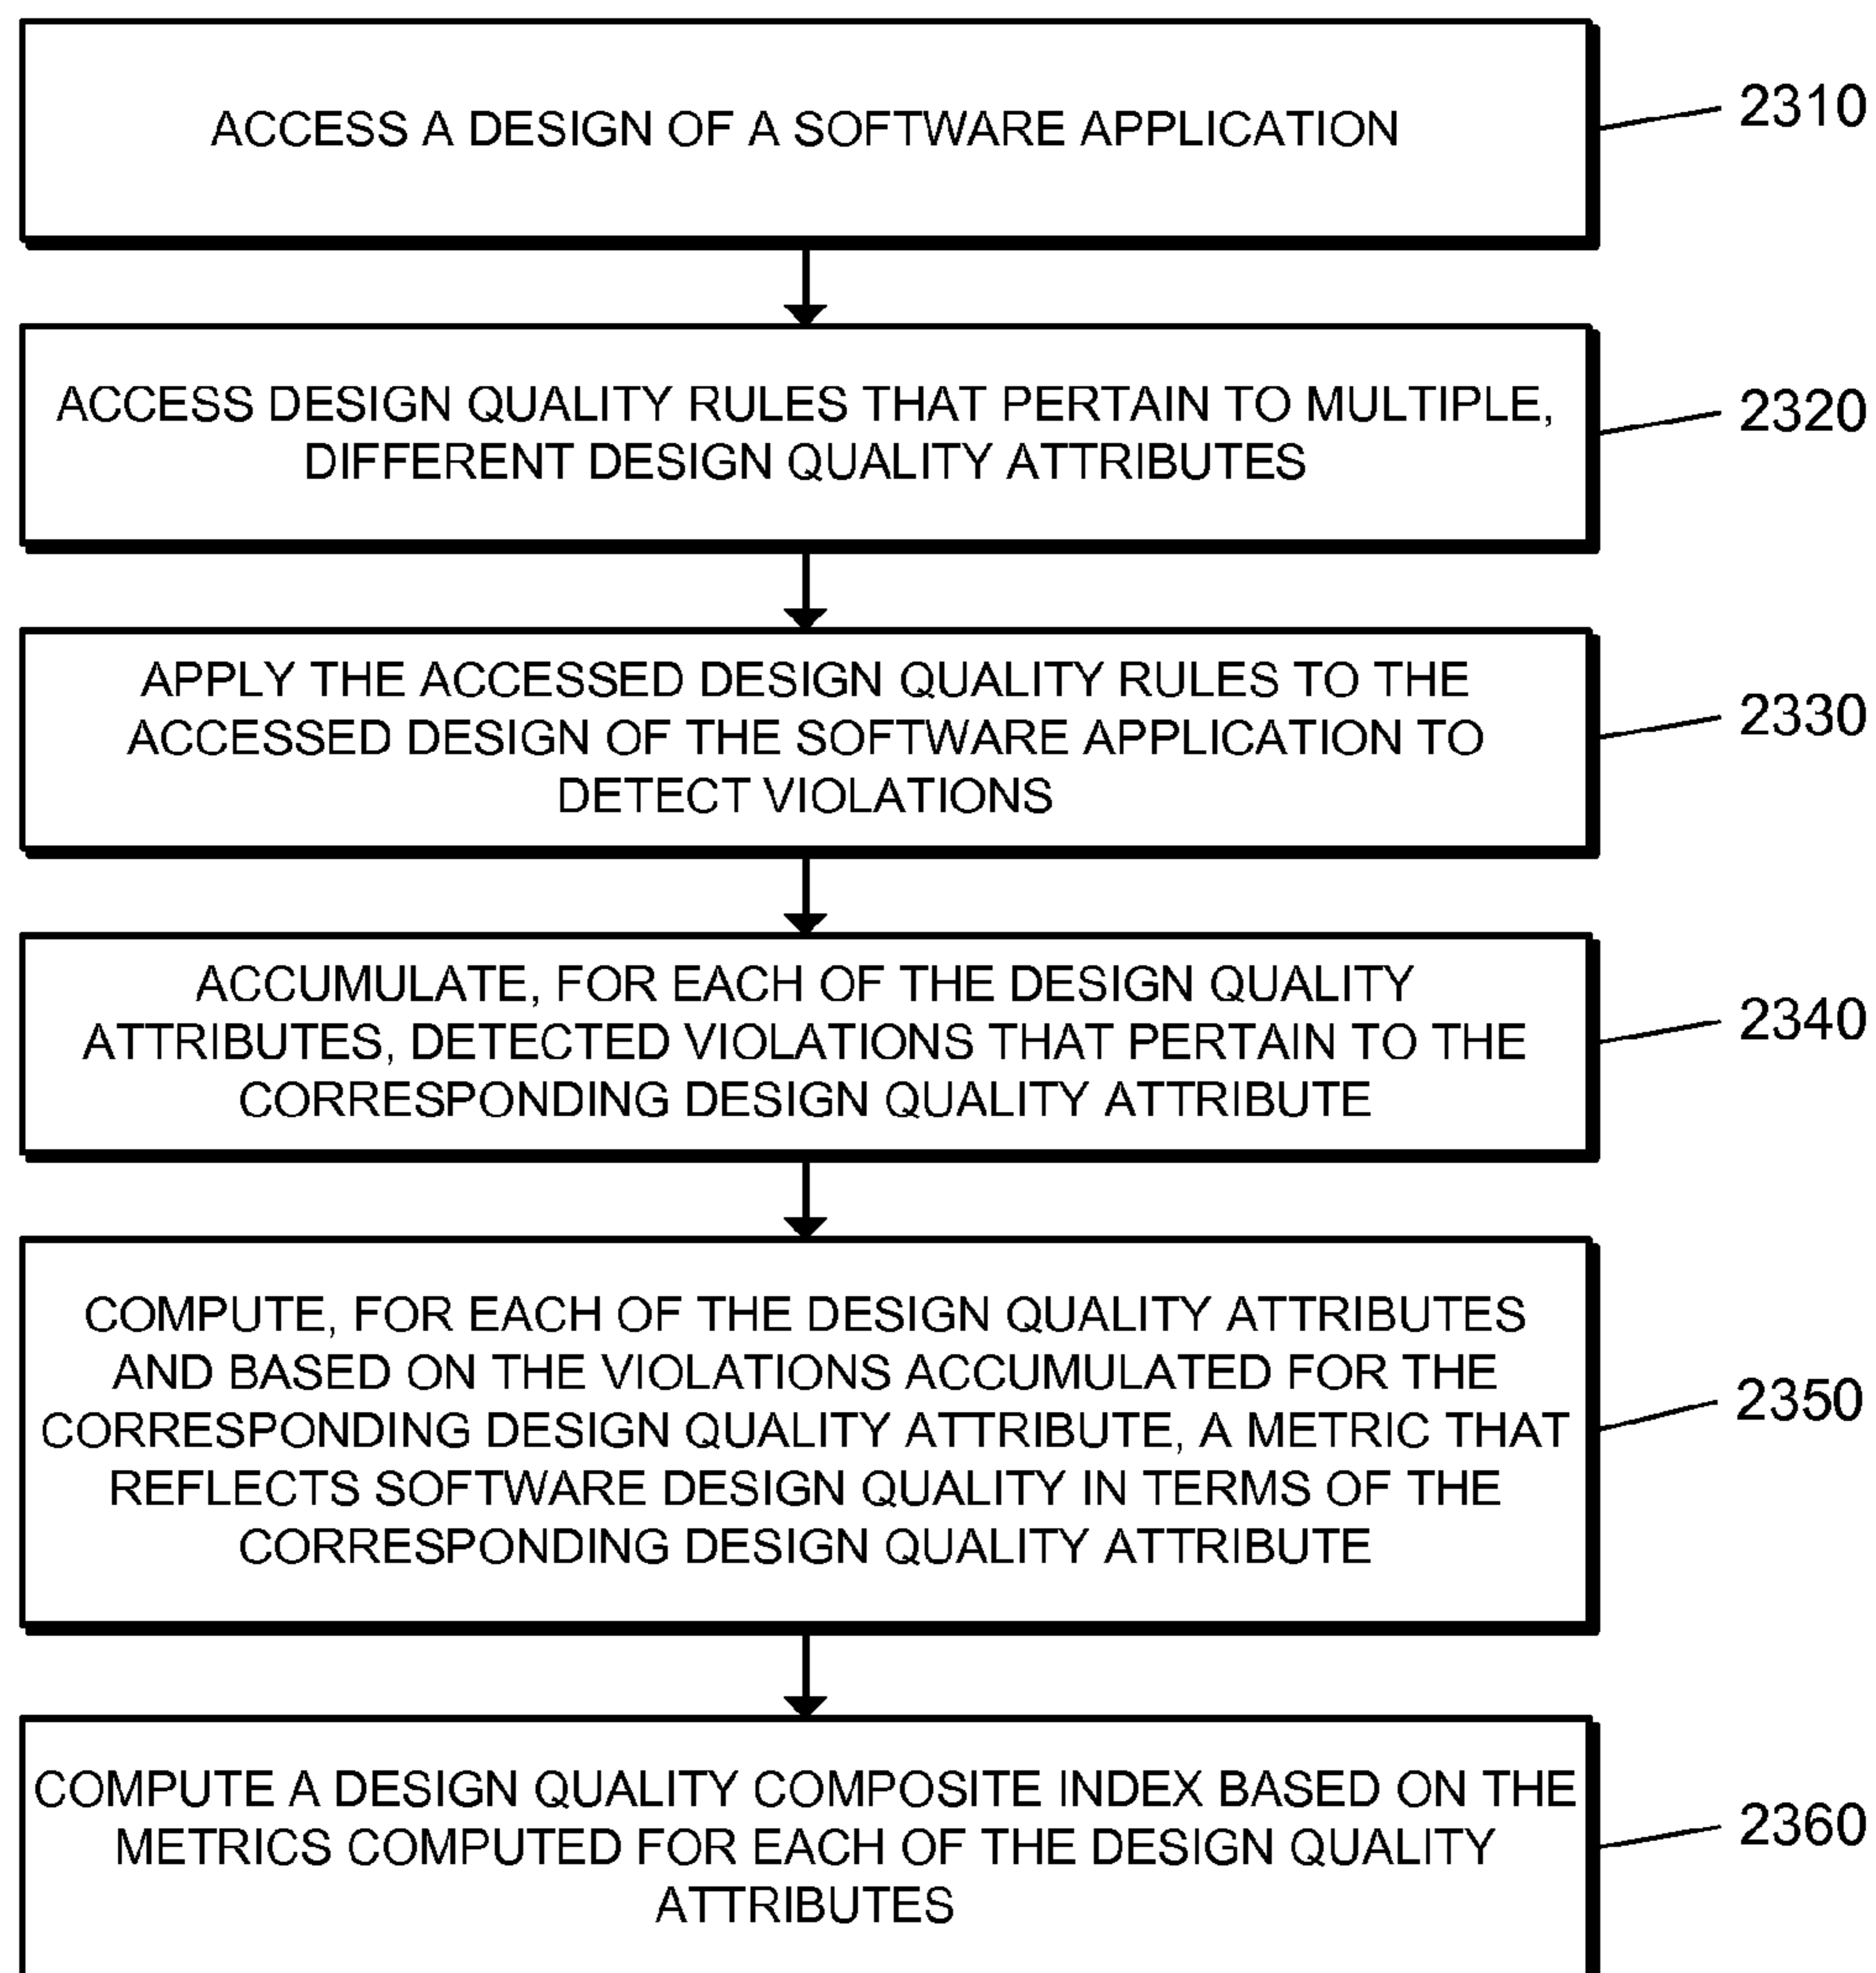 ACCESS A DESIGN OF A SOFTWARE APPLICATION
2310
ACCESS DESIGN QUALITY RULES THAT PERTAIN TO MULTIPLE,
DIFFERENT DESIGN QUALITY ATTRIBUTES
2320
APPLY THE ACCESSED DESIGN QUALITY RULES TO THE
ACCESSED DESIGN OF THE SOFTWARE APPLICATION TO
DETECT VIOLATIONS
2330
ACCUMULATE, FOR EACH OF THE DESIGN QUALITY
ATTRIBUTES, DETECTED VIOLATIONS THAT PERTAIN TO THE
CORRESPONDING DESIGN QUALITY ATTRIBUTE
2340
COMPUTE, FOR EACH OF THE DESIGN QUALITY ATTRIBUTES
AND BASED ON THE VIOLATIONS ACCUMULATED FOR THE
CORRESPONDING DESIGN QUALITY ATTRIBUTE, A METRIC THAT
REFLECTS SOFTWARE DESIGN QUALITY IN TERMS OF THE
CORRESPONDING DESIGN QUALITY ATTRIBUTE
2350
COMPUTE A DESIGN QUALITY COMPOSITE INDEX BASED ON THE
METRICS COMPUTED FOR EACH OF THE DESIGN QUALITY
ATTRIBUTES
2360